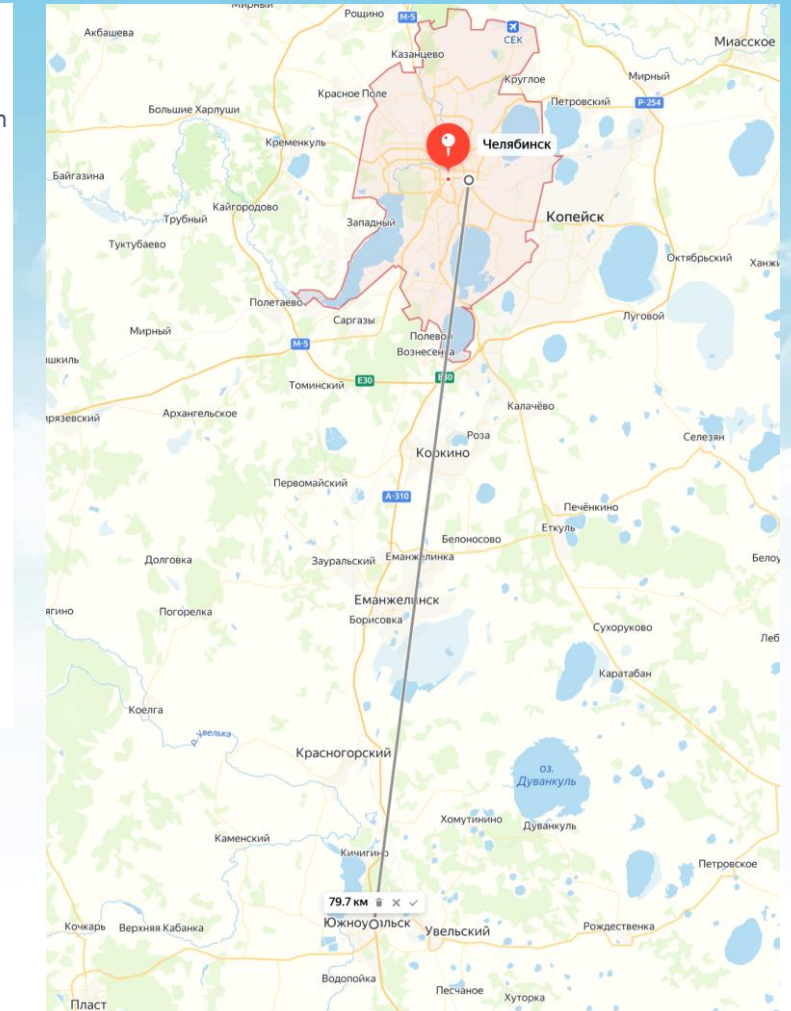 Рощино
М-5
Акбашева
СЕК
Миасское
Казанцево
Круглое
Мирный
Красное Поле
Петровский
Р-254
Большие Харлуши
Кременкуль
Челябинск
Байгазина
Кайгородово
Трубный
Западный
Копейск
Туктубаево
Октябрьский
Полетаево
Саргазы
Луговой
Мирный
Полевой
М-5
Вознесенка
Томинский
Е30
Е30
Калачёво
Архангельское
Роза
Селезян
Коркино
Первомайский
А-310
Печёнкино
Еткуль
Белоносово
Долговка
Зауральский
Еманжелинка
Еманжелинск
Погорелка
Борисовка
Сухоруково
Каратабан
Коелга
р. Увелька
Красногорский
оз.
Дуванкуль
Хомутинино
Дуванкуль
Каменский
Кичигино
Петровское
79.7 км
Южноуральск
Кочкарь
Верхняя Кабанка
Увельский
Рождественка
Водопойка
Песчаное
Хуторка
Пласт